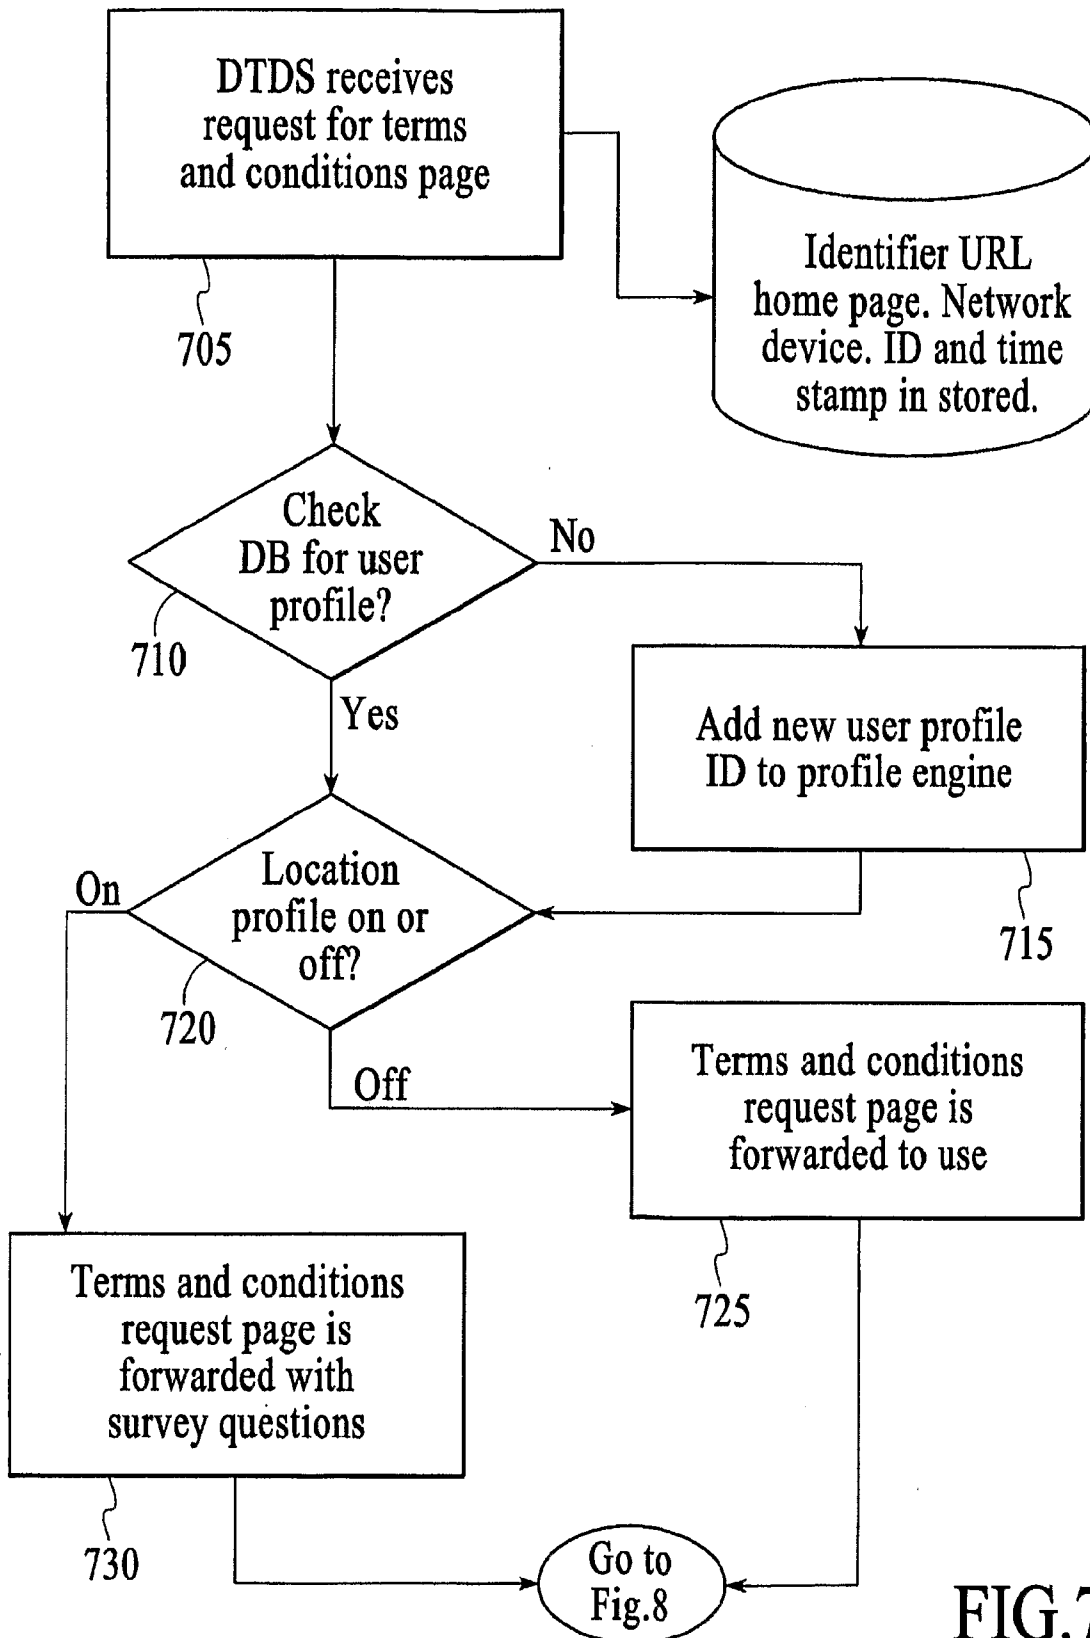 DTDS receives
request for terms
and conditions page
705
Identifier URL
home page. Network
device. ID and time
stamp in stored.
Check
DB for user
profile?
710
No
Yes
Add new user profile
ID to profile engine
715
Location
profile on or
off?
720
On
Off
Terms and conditions
request page is
forwarded to use
725
Terms and conditions
request page is
forwarded with
survey questions
730
Go to
Fig.8
FIG.7